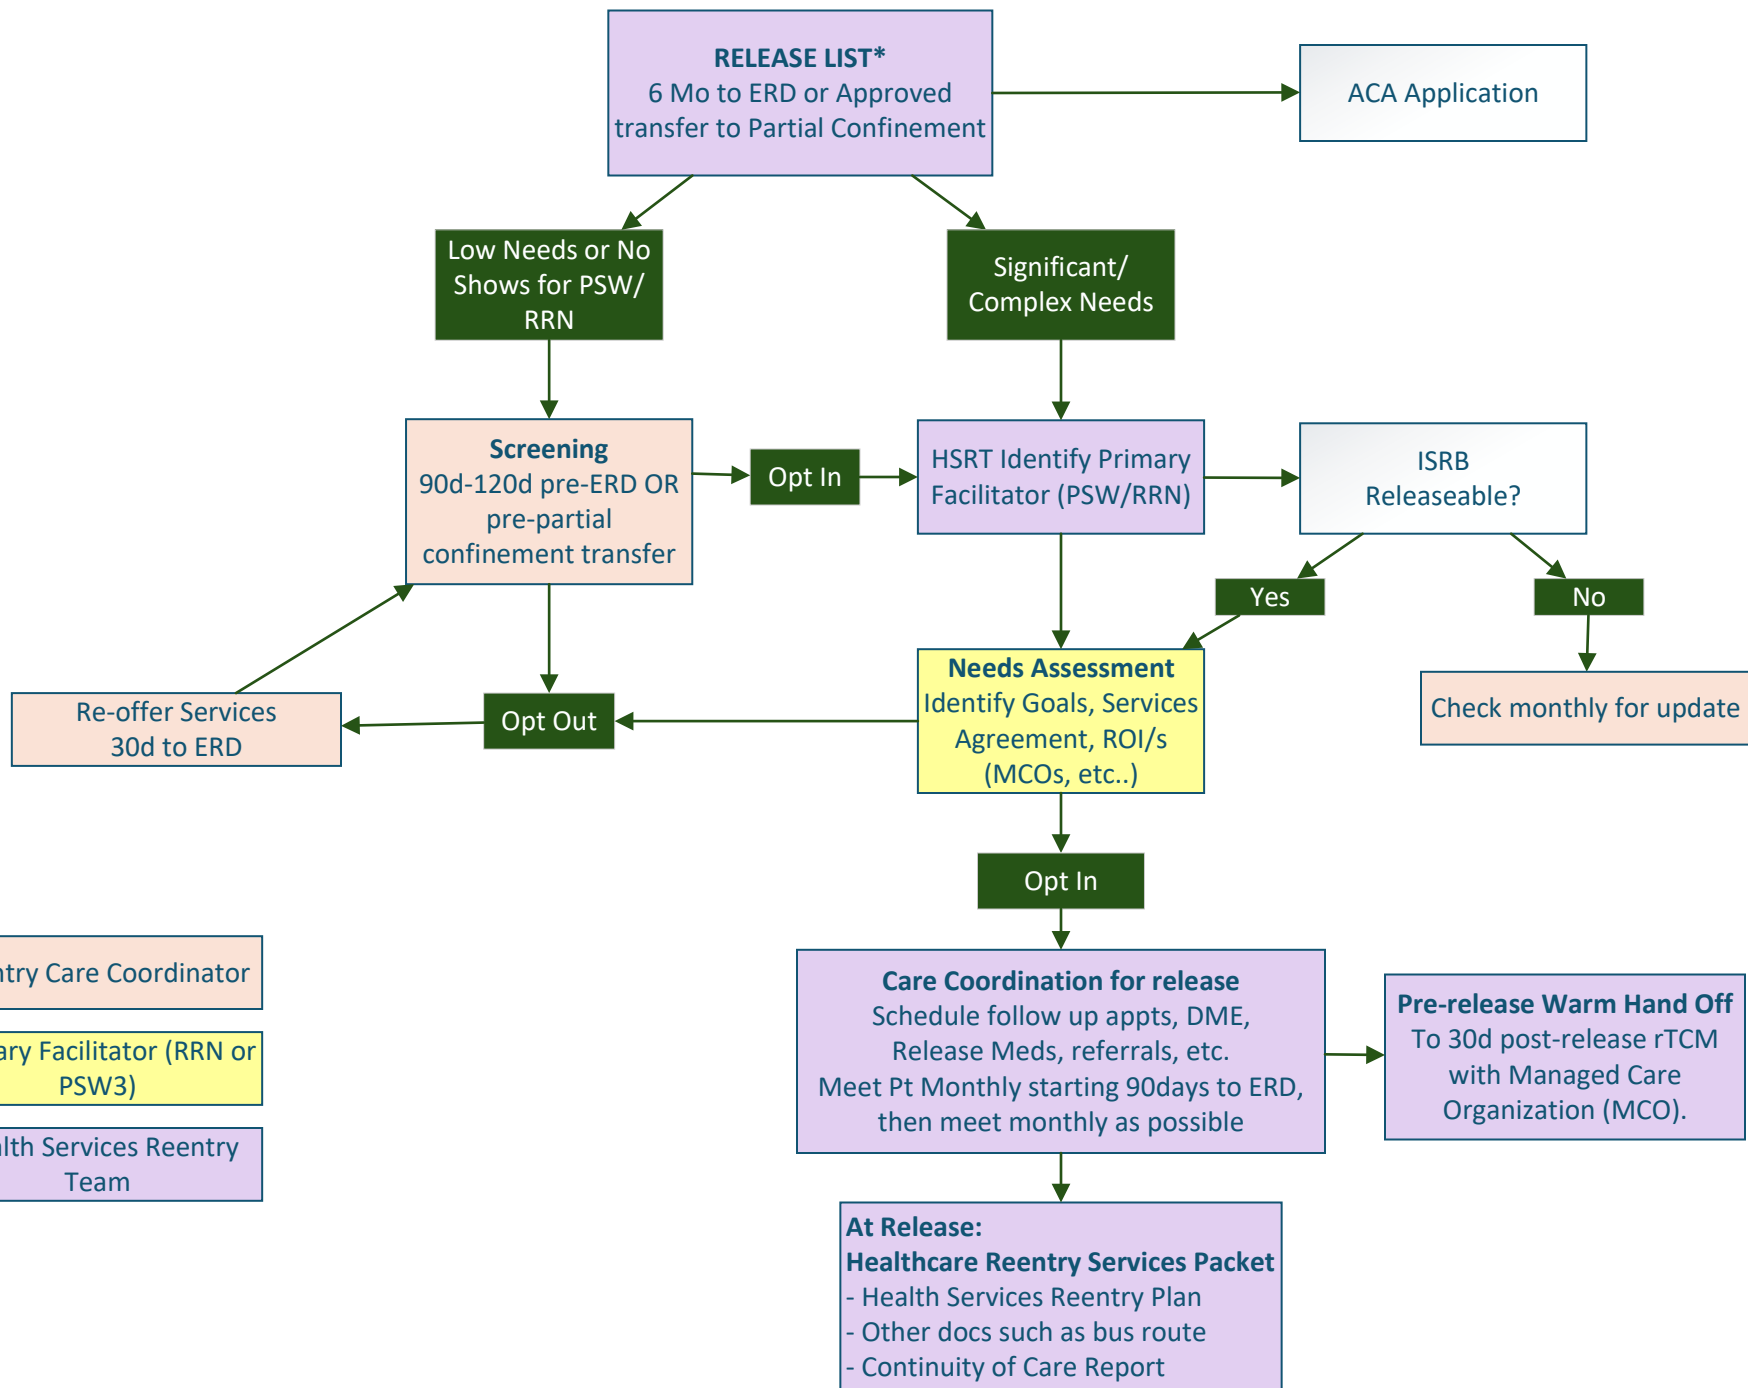 RELEASE LIST*
6 Mo to ERD or Approved
transfer to Partial Confinement
ACA Application
Low Needs or No
Shows for PSW/
RRN
Significant/
Complex Needs
Screening
90d-120d pre-ERD OR
pre-partial
confinement transfer
Opt In
HSRT Identify Primary
Facilitator (PSW/RRN)
ISRB
Releaseable?
Yes
No
Re-offer Services
30d to ERD
Opt Out
Needs Assessment
Identify Goals, Services
Agreement, ROI/s
(MCOs, etc..)
Check monthly for update
Opt In
Care Coordination for release
Schedule follow up appts, DME,
Release Meds, referrals, etc.
Meet Pt Monthly starting 90days to ERD,
then meet monthly as possible
Pre-release Warm Hand Off
To 30d post-release rTCM
with Managed Care
Organization (MCO).
ntry Care Coordinator
ary Facilitator (RRN or
PSW3)
lth Services Reentry
Team
At Release:
Healthcare Reentry Services Packet
- Health Services Reentry Plan
- Other docs such as bus route
- Continuity of Care Report